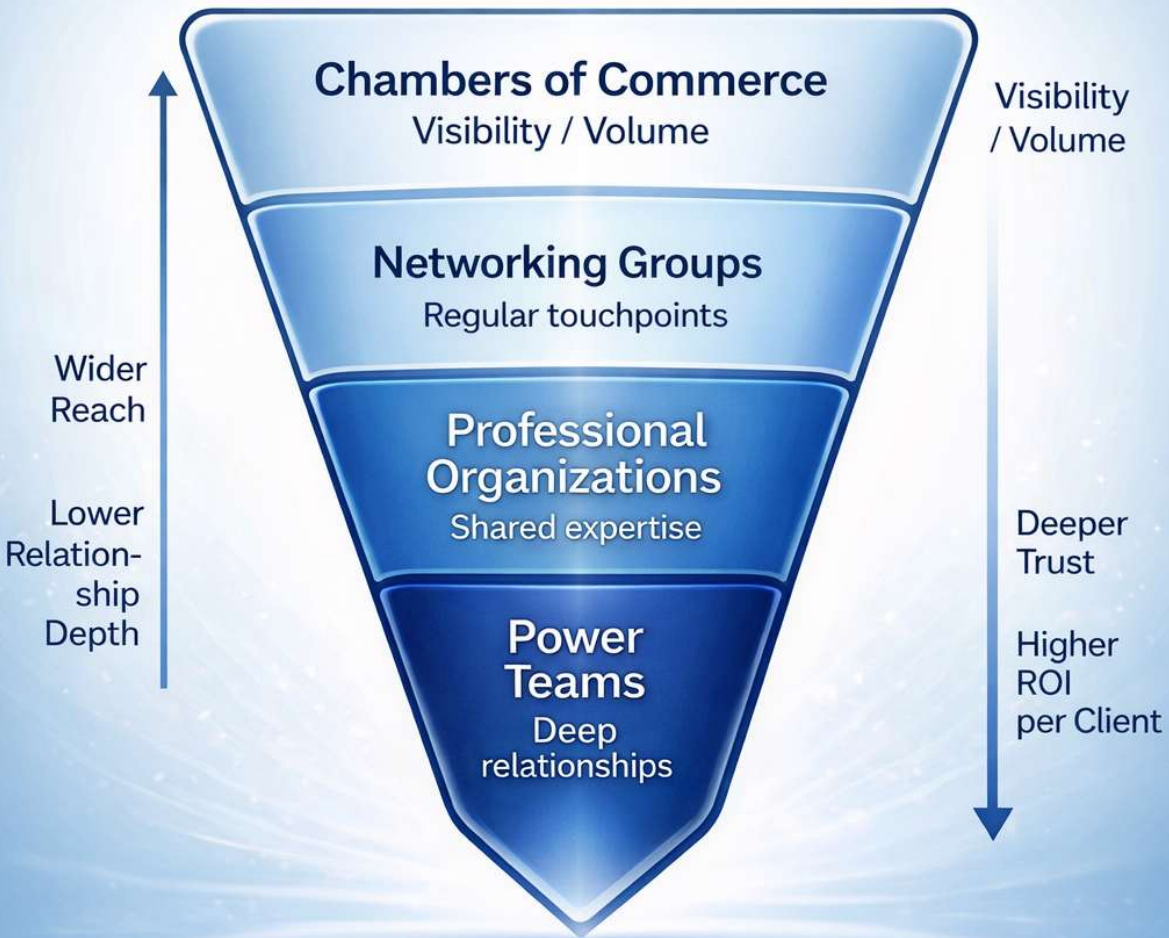 Chambers of Commerce
Visibility / Volume
Networking Groups
Regular touchpoints
Professional
Organizations
Shared expertise
Power
Teams
Deep
relationships
Wider
Reach
Lower
Relation-
ship
Depth
Visibility
/ Volume
Deeper
Trust
Higher
ROI
per Client